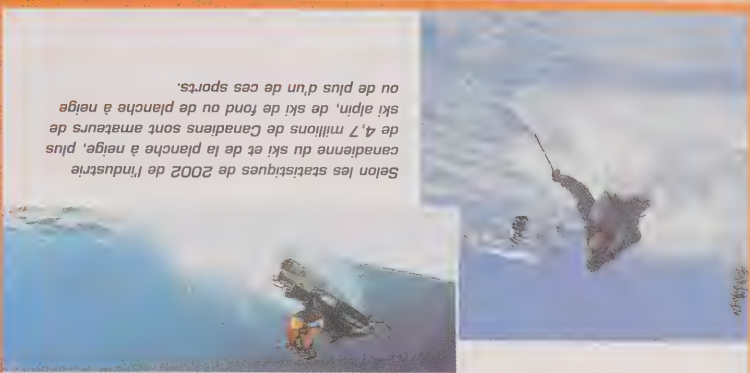 Selon les statistiques de 2002 de l'industrie
canadienne du ski et de la planche à neige, plus
de 4,7 millions de Canadiens sont amateurs de
ski alpin, de ski de fond ou de planche à neige
ou de plus d'un de ces sports.